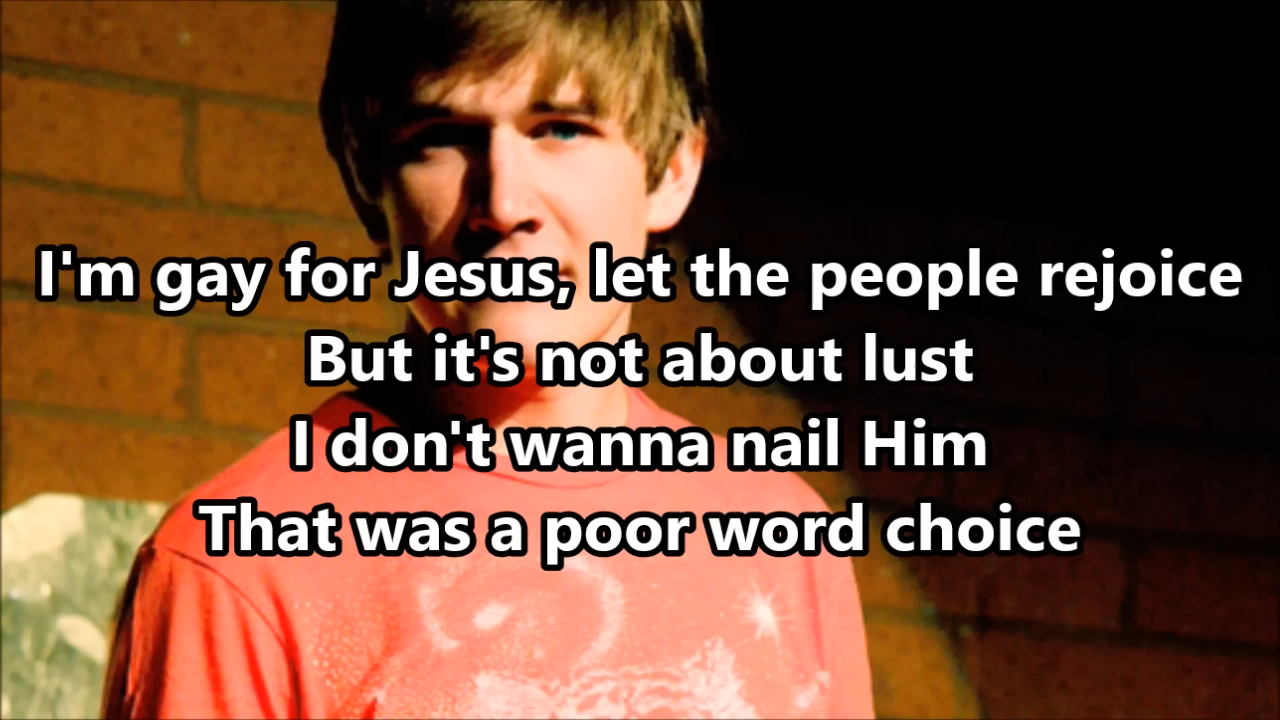 I'm gay for Jesus, let the people rejoice
But it's not about lust
I don't wanna nail Him
That was a poor word choice